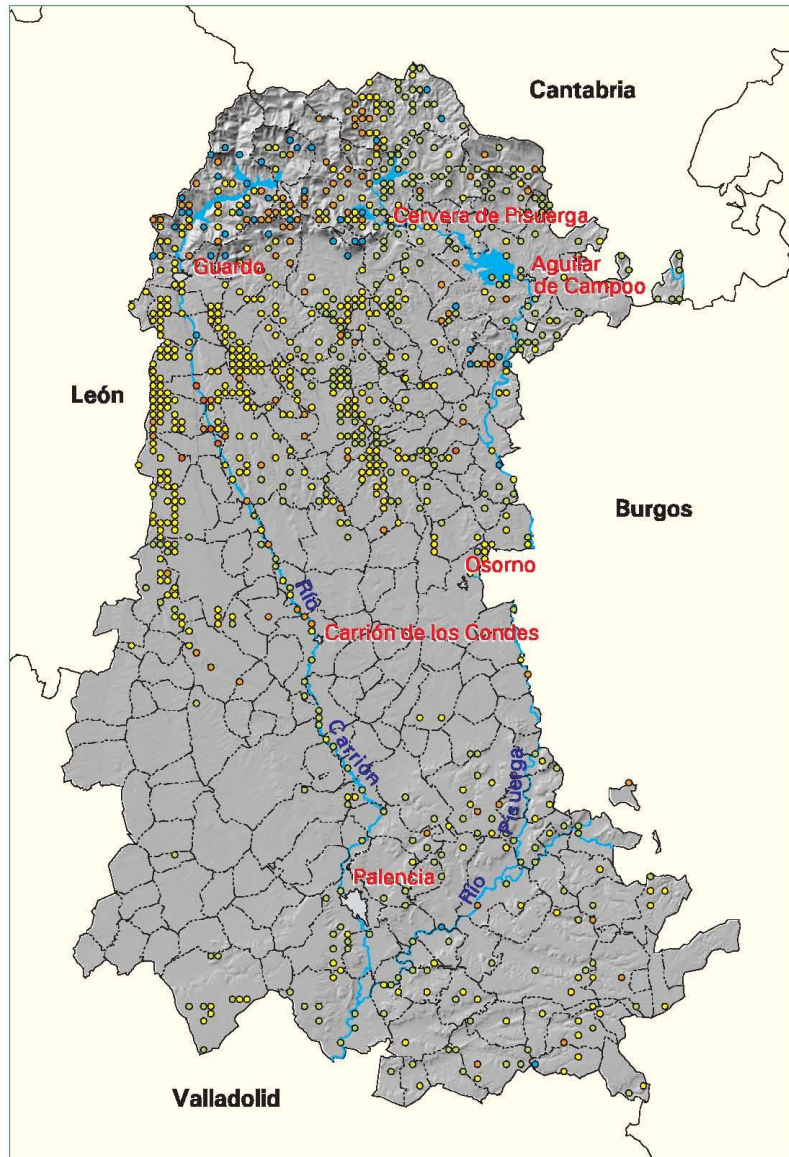 Cantabria
Cervera de Pisuerga
Guardo
Aguilar
de Campoo
León
Burgos
Osorno
Río
Carrión de los Condes
Carrión
Pisuerga
Palencia
Río
Valladolid